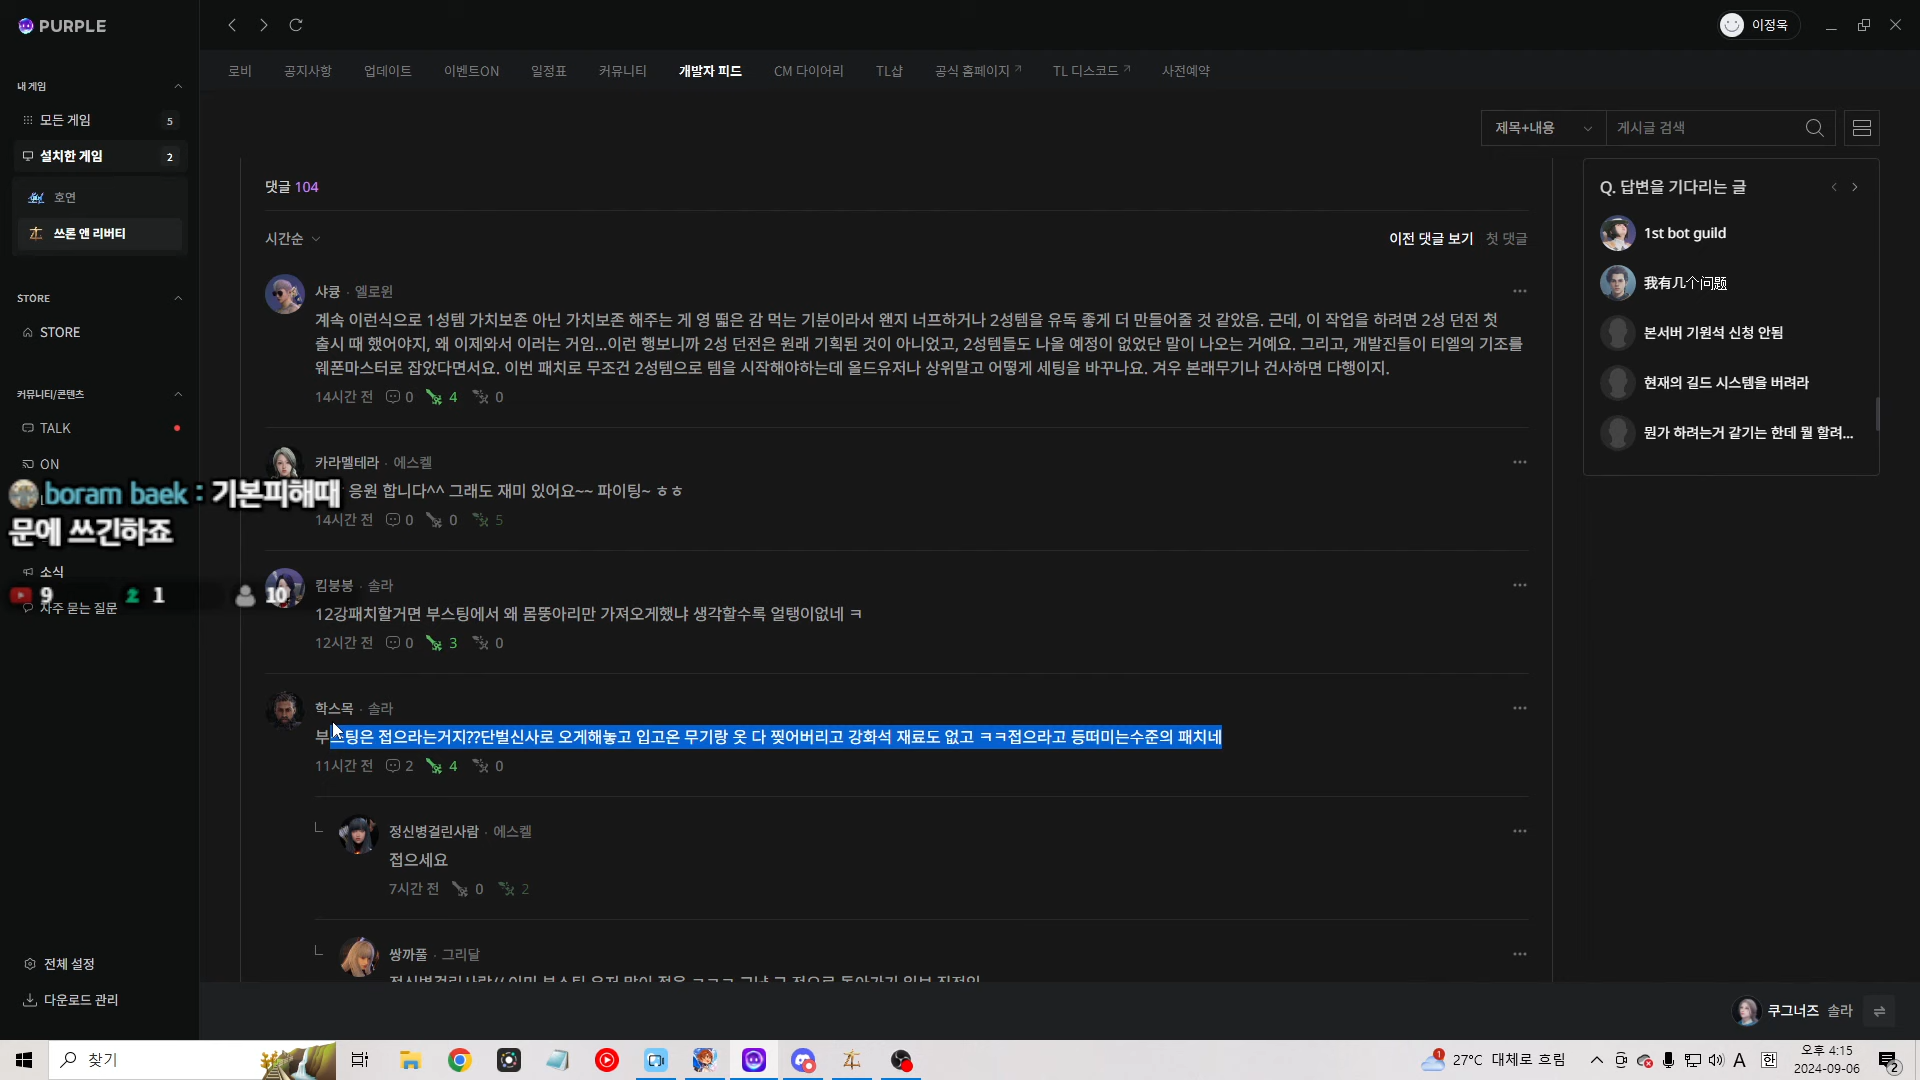 PURPLE
이정욱
로비 공지사항 업데이트 이벤트ON 일정표 커뮤니티 개발자 피드 CM 다이어리 TL샵 공식 홈페이지 TL 디스코드 사전예약
내 게임
모든 게임 5
설치한 게임 2
호연
쓰론 앤 리버티
STORE
STORE
커뮤니티/콘텐츠
TALK
ON
boram baek : 기본피해때
문에 쓰긴하죠
소식
9 2 1 10
자주 묻는 질문
전체 설정
다운로드 관리
제목+내용 게시글 검색
댓글 104
시간순 이전 댓글 보기 첫 댓글
샤큥 · 엘로윈
계속 이런식으로 1성템 가치보존 아닌 가치보존 해주는 게 영 떫은 감 먹는 기분이라서 왠지 너프하거나 2성템을 유독 좋게 더 만들어줄 것 같았음. 근데, 이 작업을 하려면 2성 던전 첫
출시 때 했어야지, 왜 이제와서 이러는 거임...이런 행보니까 2성 던전은 원래 기획된 것이 아니었고, 2성템들도 나올 예정이 없었단 말이 나오는 거예요. 그리고, 개발진들이 티엘의 기조를
웨폰마스터로 잡았다면서요. 이번 패치로 무조건 2성템으로 템을 시작해야하는데 올드유저나 상위말고 어떻게 세팅을 바꾸나요. 겨우 본래무기나 건사하면 다행이지.
14시간 전 0 4 0
카라멜테라 · 에스켈
응원 합니다^^ 그래도 재미 있어요~~ 파이팅~ ㅎㅎ
14시간 전 0 0 5
킵붕붕 · 솔라
12강패치할거면 부스팅에서 왜 몸뚱아리만 가져오게했냐 생각할수록 얼탱이없네 ㅋ
12시간 전 0 3 0
학스목 · 솔라
부스팅은 접으라는거지??단벌신사로 오게해놓고 입고온 무기랑 옷 다 찢어버리고 강화석 재료도 없고 ㅋㅋ접으라고 등떠미는수준의 패치네
11시간 전 2 4 0
정신병걸린사람 · 에스켈
접으세요
7시간 전 0 2
쌍까풀 · 그리달
Q. 답변을 기다리는 글
1st bot guild
我有几个问题
본서버 기원석 신청 안됨
현재의 길드 시스템을 버려라
뭔가 하려는거 같기는 한데 뭘 할려...
쿠그너즈 솔라
찾기
1 27°C 대체로 흐림 A 한 오후 4:15
2024-09-06 2